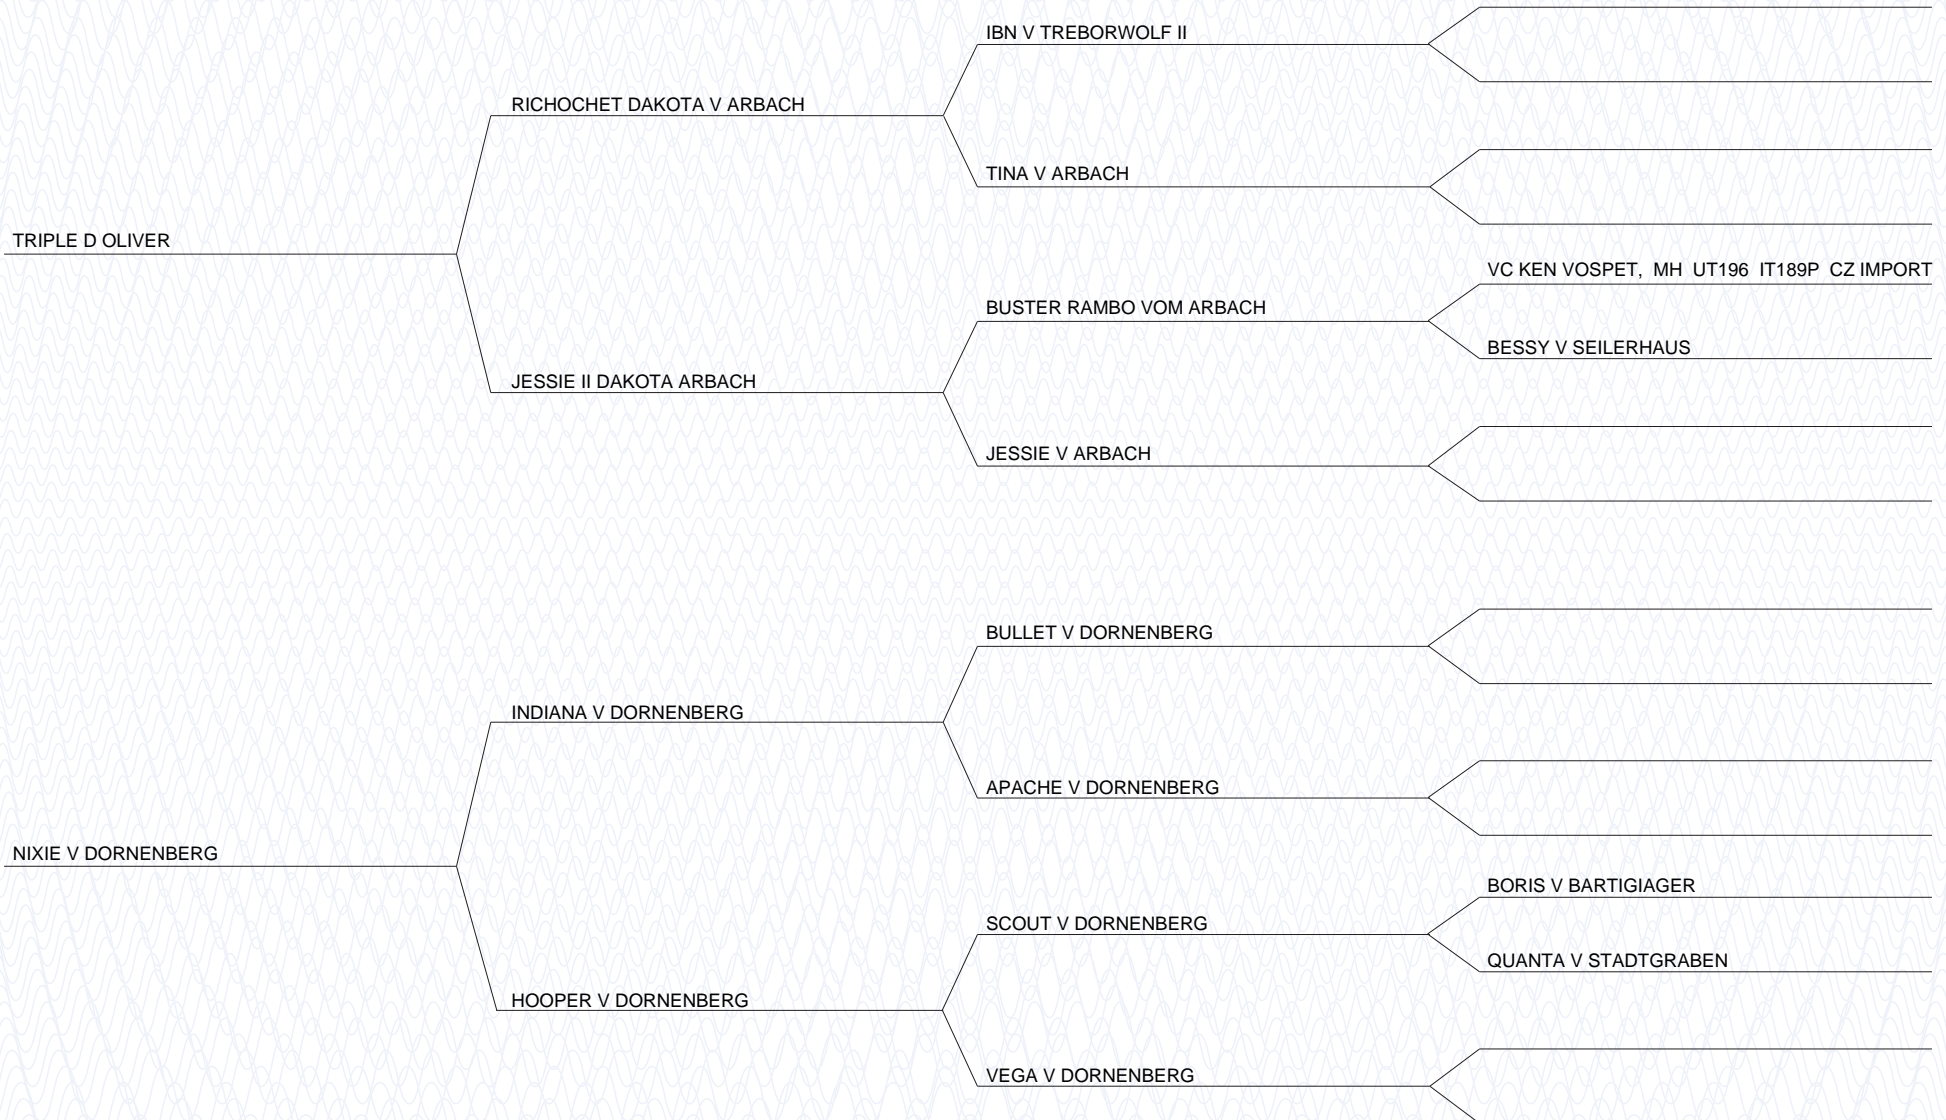 IBN V TREBORWOLF II
RICHOCHET DAKOTA V ARBACH
TINA V ARBACH
TRIPLE D OLIVER
VC KEN VOSPET, MH UT196 IT189P CZ IMPORT
BUSTER RAMBO VOM ARBACH
BESSY V SEILERHAUS
JESSIE II DAKOTA ARBACH
JESSIE V ARBACH
BULLET V DORNENBERG
INDIANA V DORNENBERG
APACHE V DORNENBERG
NIXIE V DORNENBERG
BORIS V BARTIGIAGER
SCOUT V DORNENBERG
QUANTA V STADTGRABEN
HOOPER V DORNENBERG
VEGA V DORNENBERG